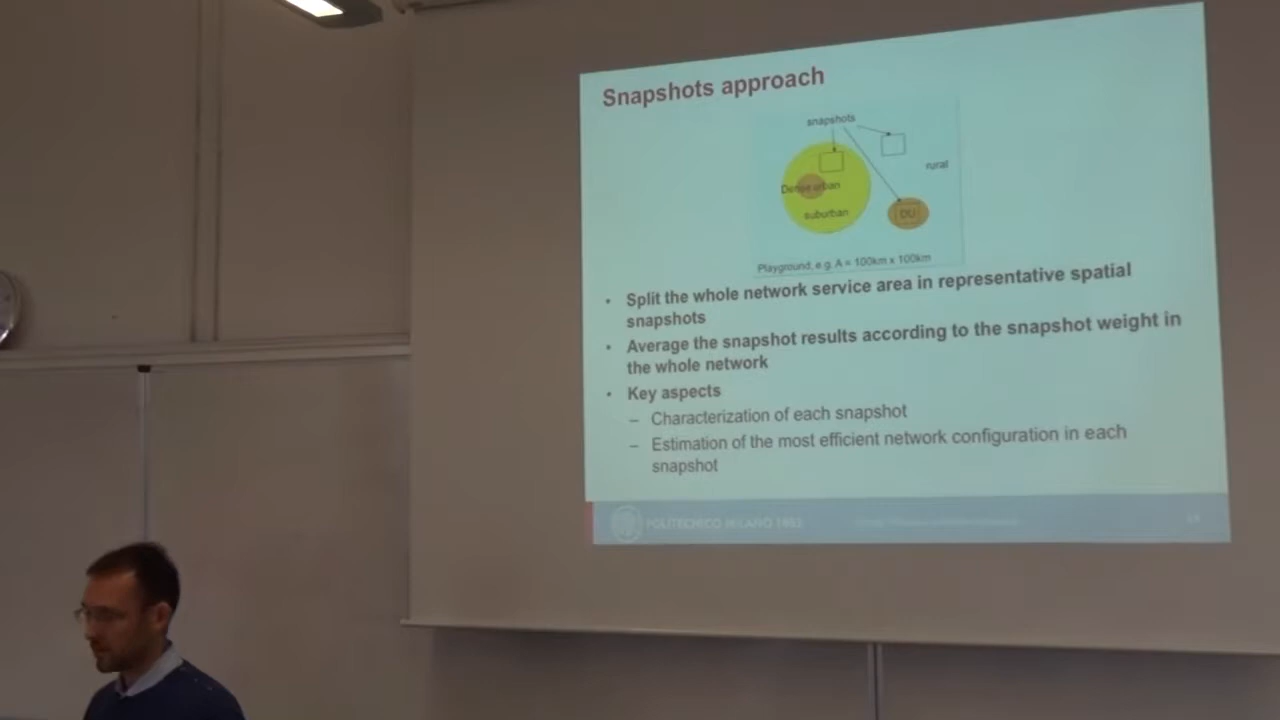 Snapshots approach
snapshots
rural
Dense urban
suburban
DU
Playground, e.g. A = 100km x 100km
• Split the whole network service area in representative spatial
snapshots
• Average the snapshot results according to the snapshot weight in
the whole network
• Key aspects
– Characterization of each snapshot
– Estimation of the most efficient network configuration in each
snapshot
POLITECNICO MILANO 1863